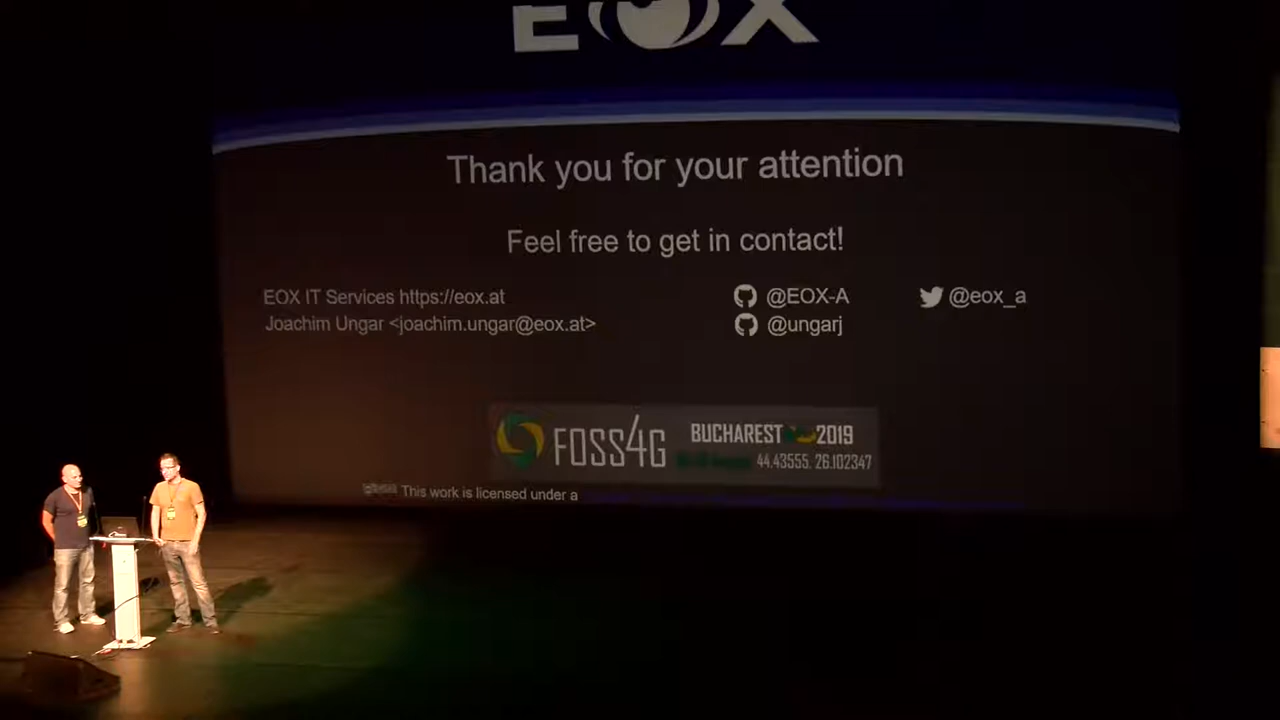 EOX
Thank you for your attention
Feel free to get in contact!
EOX IT Services https://eox.at
@EOX-A
@eox_a
Joachim Ungar <joachim.ungar@eox.at>
@ungarj
FOSS4G
BUCHAREST 2019
44.43555, 26.102347
This work is licensed under a